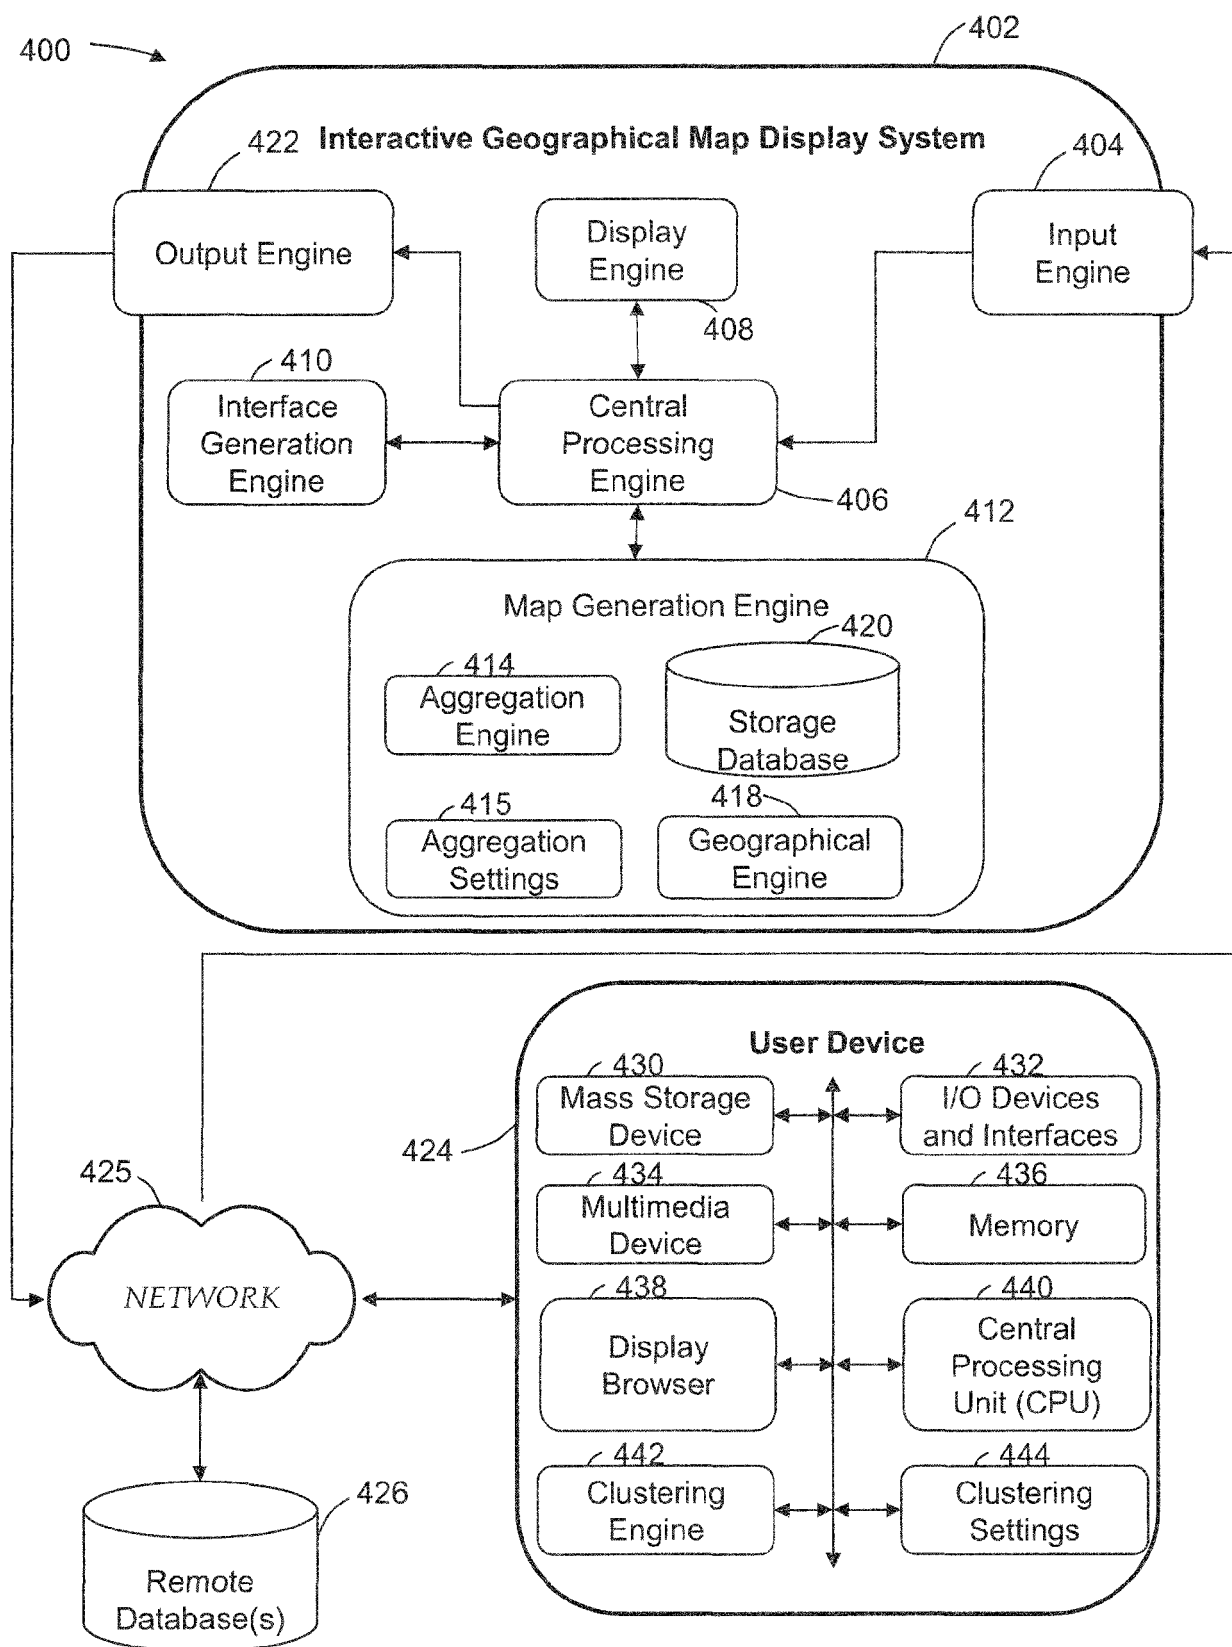 400
402
Interactive Geographical Map Display System
422
404
Output Engine
Display
Engine
408
Input
Engine
410
Interface
Generation
Engine
Central
Processing
Engine
406
412
Map Generation Engine
414
Aggregation
Engine
420
Storage
Database
415
Aggregation
Settings
418
Geographical
Engine
User Device
424
430
Mass Storage
Device
432
I/O Devices
and Interfaces
434
Multimedia
Device
436
Memory
425
NETWORK
438
Display
Browser
440
Central
Processing
Unit (CPU)
442
Clustering
Engine
444
Clustering
Settings
426
Remote
Database(s)